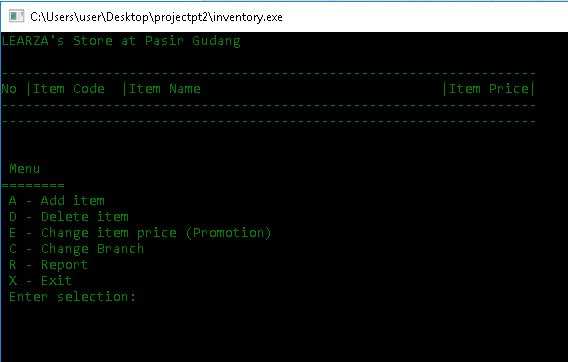 C:\Users\user\Desktop\projectpt2\inventory.exe
LEARZA's Store at Pasir Gudang
-------------------------------------------------------------------
No |Item Code  |Item Name                              |Item Price|
-------------------------------------------------------------------
-------------------------------------------------------------------
Menu
========
A - Add item
D - Delete item
E - Change item price (Promotion)
C - Change Branch
R - Report
X - Exit
Enter selection: